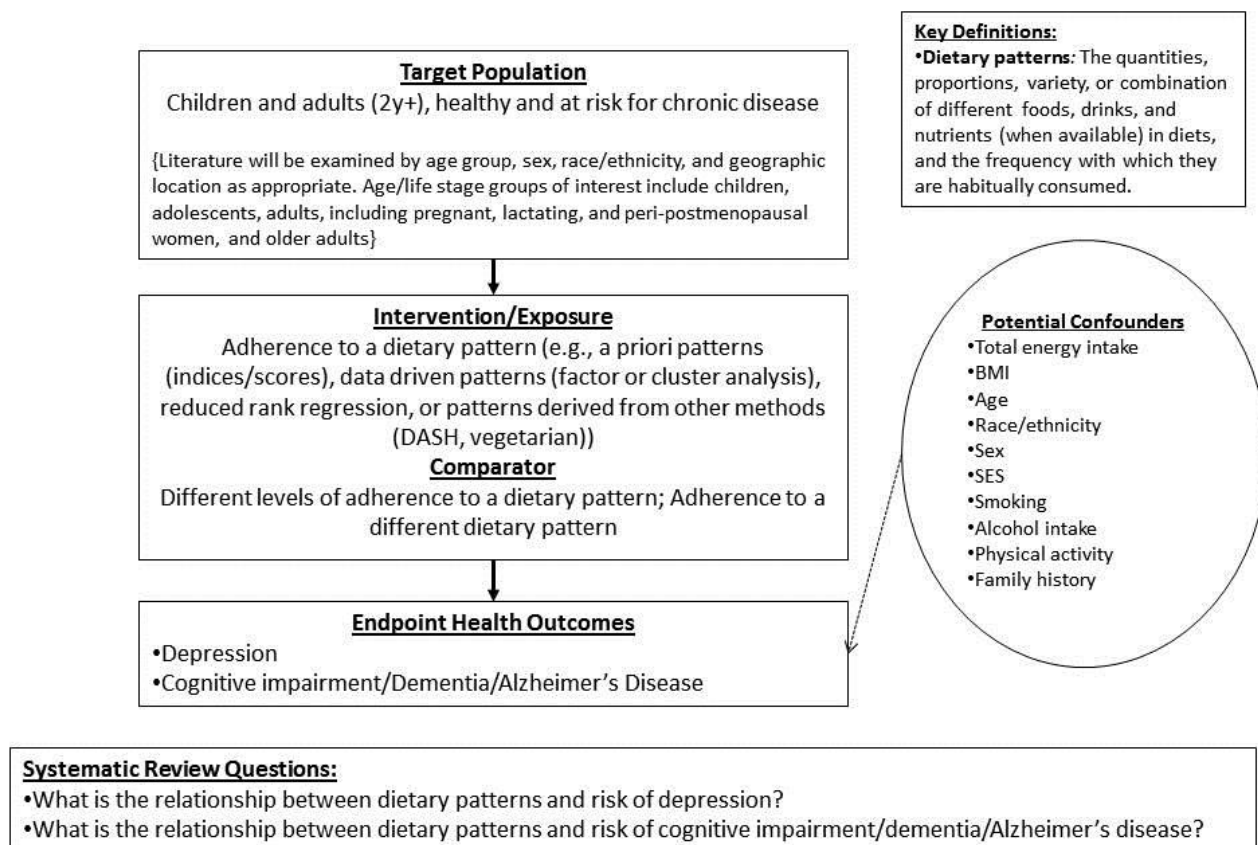 Target Population
Children and adults (2y+), healthy and at risk for chronic disease
{Literature will be examined by age group, sex, race/ethnicity, and geographic
location as appropriate. Age/life stage groups of interest include children,
adolescents, adults, including pregnant, lactating, and peri-postmenopausal
women, and older adults}
Key Definitions:
•Dietary patterns: The quantities,
proportions, variety, or combination
of different foods, drinks, and
nutrients (when available) in diets,
and the frequency with which they
are habitually consumed.
Intervention/Exposure
Adherence to a dietary pattern (e.g., a priori patterns
(indices/scores), data driven patterns (factor or cluster analysis),
reduced rank regression, or patterns derived from other methods
(DASH, vegetarian))
Comparator
Different levels of adherence to a dietary pattern; Adherence to a
different dietary pattern
Potential Confounders
•Total energy intake
•BMI
•Age
•Race/ethnicity
•Sex
•SES
•Smoking
•Alcohol intake
•Physical activity
•Family history
Endpoint Health Outcomes
•Depression
•Cognitive impairment/Dementia/Alzheimer's Disease
Systematic Review Questions:
•What is the relationship between dietary patterns and risk of depression?
•What is the relationship between dietary patterns and risk of cognitive impairment/dementia/Alzheimer's disease?